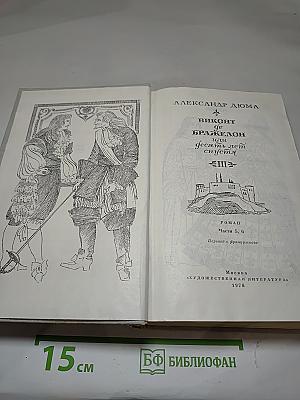 АЛЕКСАНДР ДЮМА
ВИКОНТ
де
БРАЖЕЛОН
или
десять лет
спустя
III
РОМАН
Части 5, 6
Перевод с французского
Москва
«ХУДОЖЕСТВЕННАЯ ЛИТЕРАТУРА»
1978
15 см
БФ БИБЛИОФАН